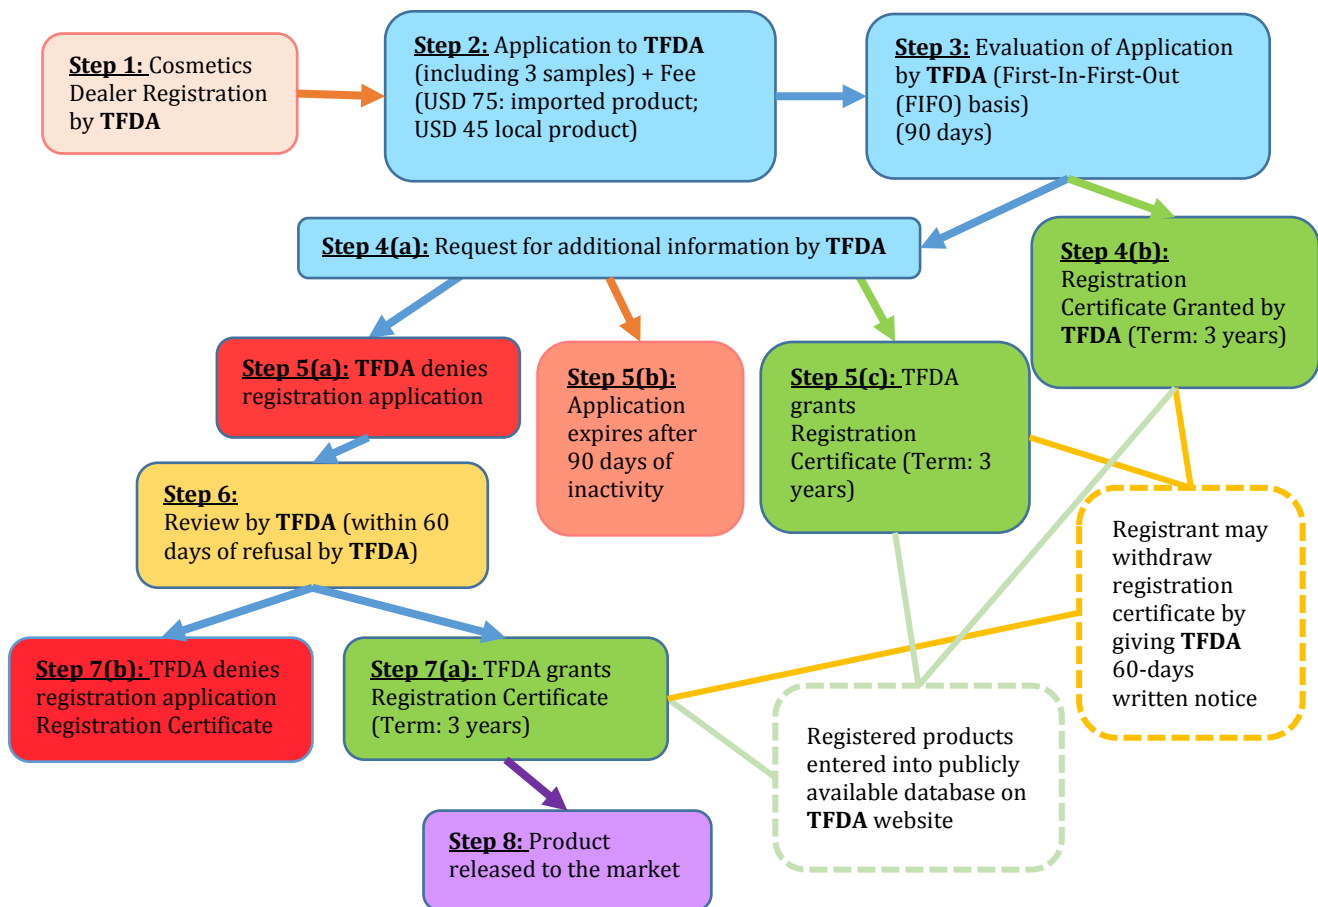 Step 1: Cosmetics
Dealer Registration
by TFDA
Step 2: Application to TFDA
(including 3 samples) + Fee
(USD 75: imported product;
USD 45 local product)
Step 3: Evaluation of Application
by TFDA (First-In-First-Out
(FIFO) basis)
(90 days)
Step 4(a): Request for additional information by TFDA
Step 4(b):
Registration
Certificate Granted by
TFDA (Term: 3 years)
Step 5(a): TFDA denies
registration application
Step 5(b):
Application
expires after
90 days of
inactivity
Step 5(c): TFDA
grants
Registration
Certificate (Term: 3
years)
Step 6:
Review by TFDA (within 60
days of refusal by TFDA)
Registrant may
withdraw
registration
certificate by
giving TFDA
60-days
written notice
Step 7(b): TFDA denies
registration application
Registration Certificate
Step 7(a): TFDA grants
Registration Certificate
(Term: 3 years)
Registered products
entered into publicly
available database on
TFDA website
Step 8: Product
released to the market